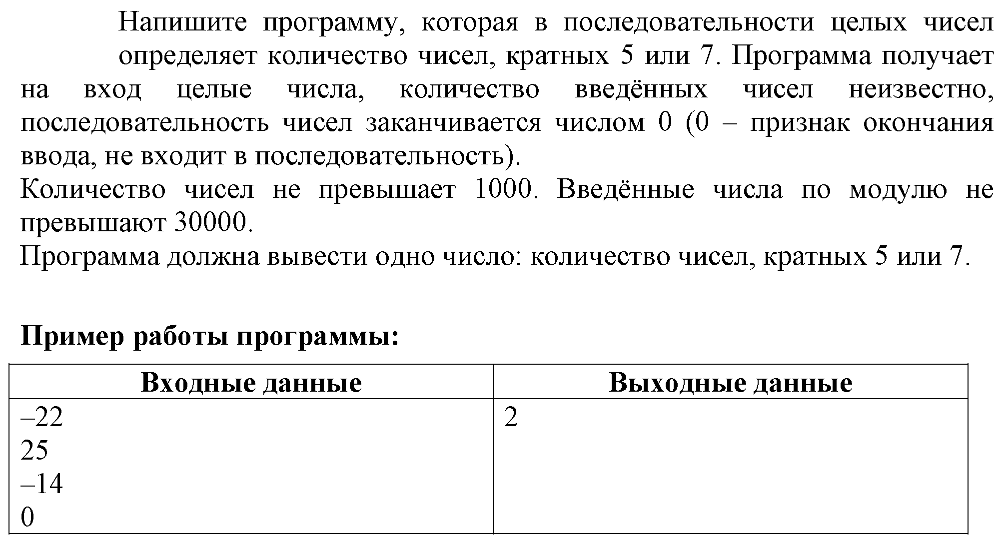 Напишите программу, которая в последовательности целых чисел
определяет количество чисел, кратных 5 или 7. Программа получает
на вход целые числа, количество введённых чисел неизвестно,
последовательность чисел заканчивается числом 0 (0 – признак окончания
ввода, не входит в последовательность).
Количество чисел не превышает 1000. Введённые числа по модулю не
превышают 30000.
Программа должна вывести одно число: количество чисел, кратных 5 или 7.
Пример работы программы:
Входные данные
Выходные данные
–22
2
25
–14
0